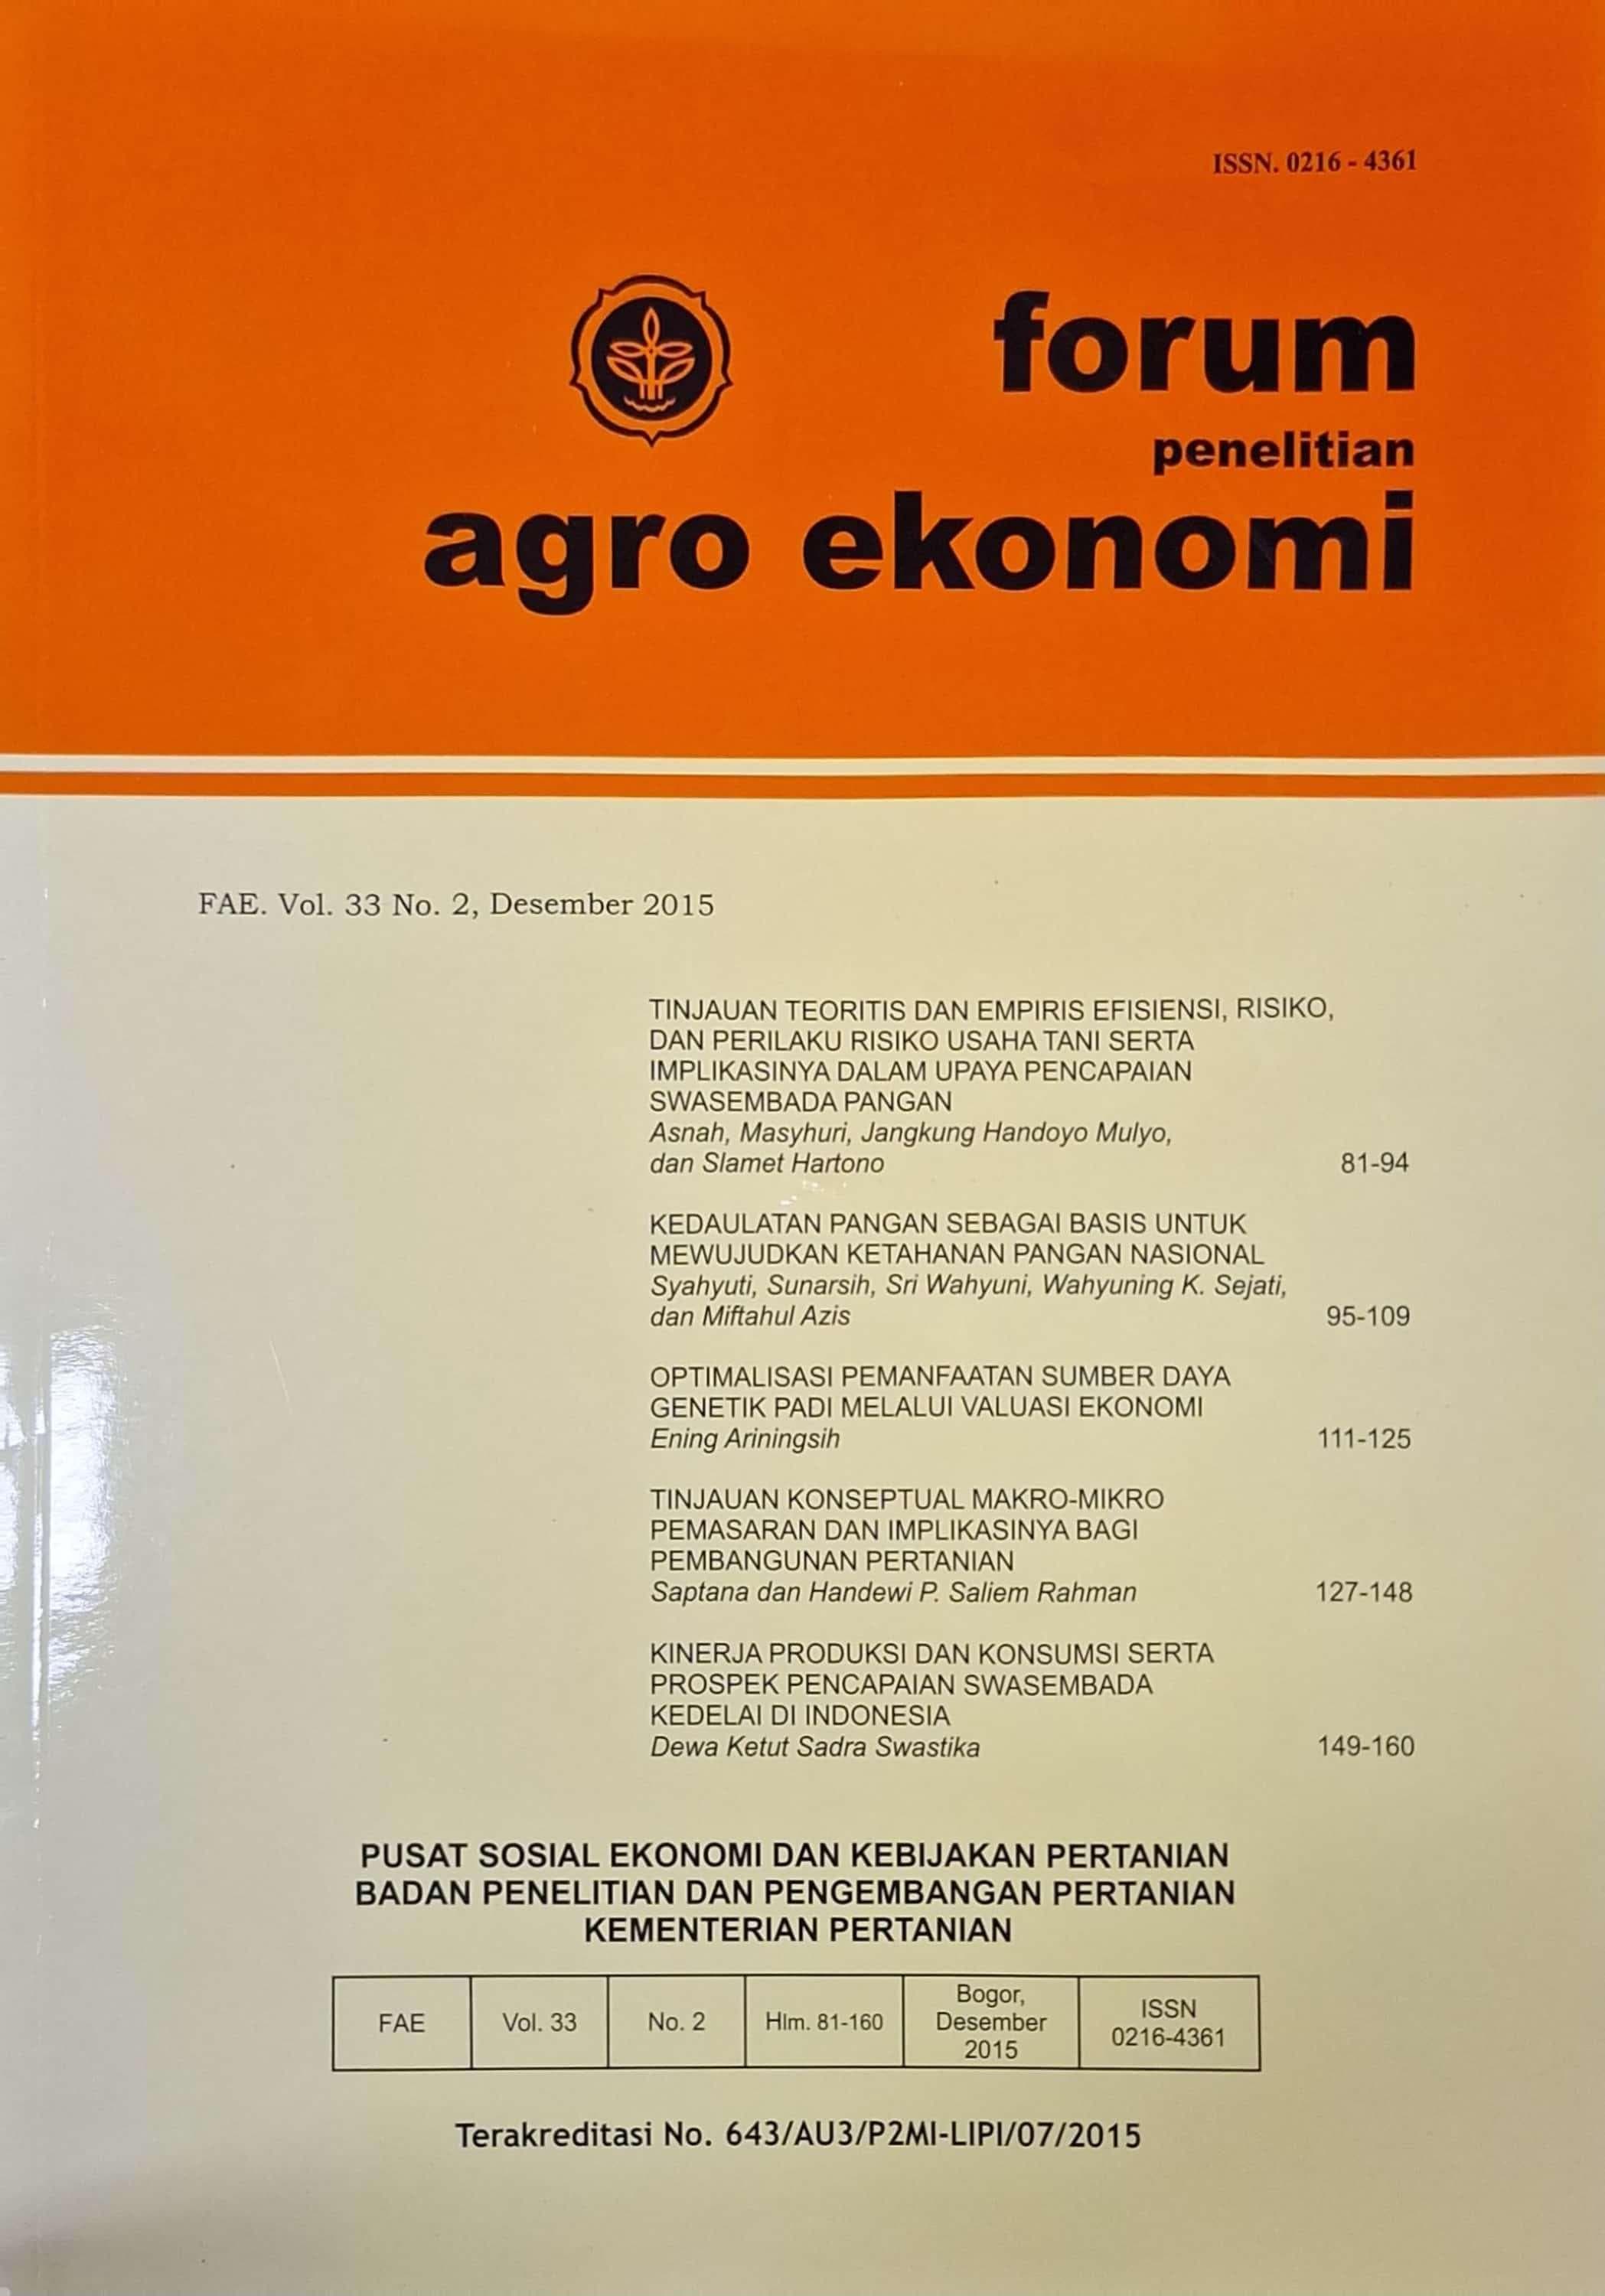 ISSN. 0216 - 4361
forum
penelitian
agro ekonomi
FAE. Vol. 33 No. 2, Desember 2015
TINJAUAN TEORITIS DAN EMPIRIS EFISIENSI, RISIKO,
DAN PERILAKU RISIKO USAHA TANI SERTA
IMPLIKASINYA DALAM UPAYA PENCAPAIAN
SWASEMBADA PANGAN
Asnah, Masyhuri, Jangkung Handoyo Mulyo,
dan Slamet Hartono 81-94
KEDAULATAN PANGAN SEBAGAI BASIS UNTUK
MEWUJUDKAN KETAHANAN PANGAN NASIONAL
Syahyuti, Sunarsih, Sri Wahyuni, Wahyuning K. Sejati,
dan Miftahul Azis 95-109
OPTIMALISASI PEMANFAATAN SUMBER DAYA
GENETIK PADI MELALUI VALUASI EKONOMI
Ening Ariningsih 111-125
TINJAUAN KONSEPTUAL MAKRO-MIKRO
PEMASARAN DAN IMPLIKASINYA BAGI
PEMBANGUNAN PERTANIAN
Saptana dan Handewi P. Saliem Rahman 127-148
KINERJA PRODUKSI DAN KONSUMSI SERTA
PROSPEK PENCAPAIAN SWASEMBADA
KEDELAI DI INDONESIA
Dewa Ketut Sadra Swastika 149-160
PUSAT SOSIAL EKONOMI DAN KEBIJAKAN PERTANIAN
BADAN PENELITIAN DAN PENGEMBANGAN PERTANIAN
KEMENTERIAN PERTANIAN
FAE
Vol. 33
No. 2
Hlm. 81-160
Bogor,
Desember
2015
ISSN
0216-4361
Terakreditasi No. 643/AU3/P2MI-LIPI/07/2015